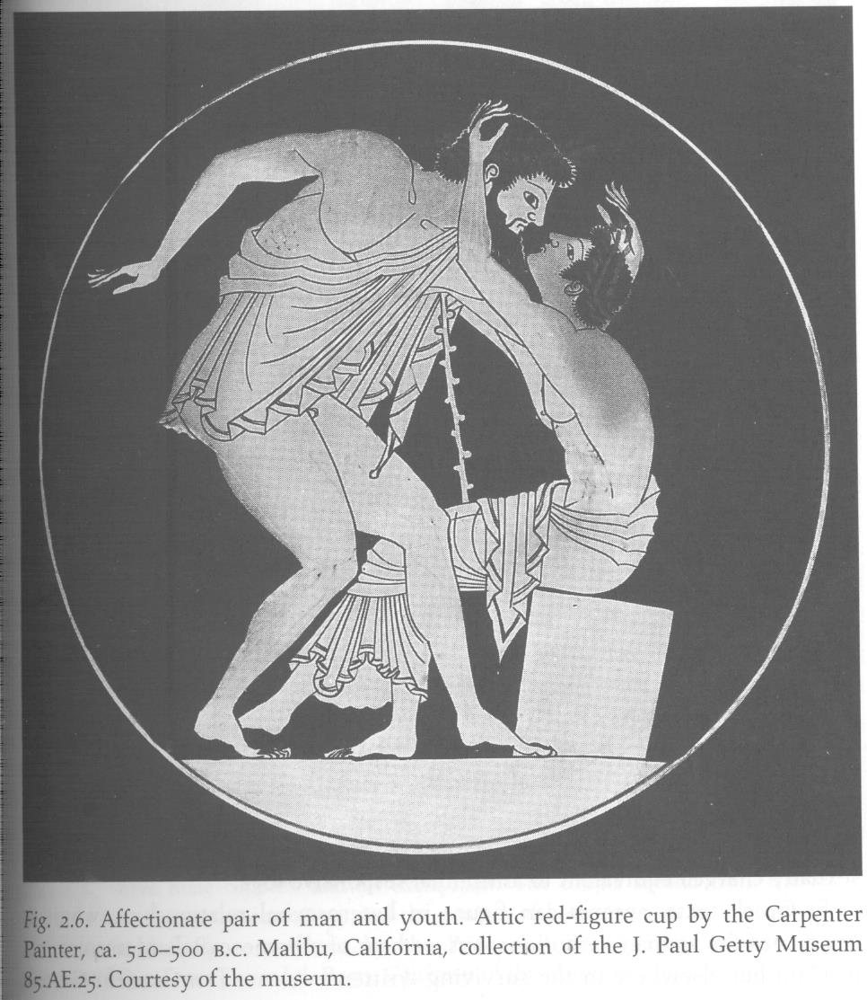 Fig. 2.6. Affectionate pair of man and youth. Attic red-figure cup by the Carpenter
Painter, ca. 510–500 B.C. Malibu, California, collection of the J. Paul Getty Museum
85.AE.25. Courtesy of the museum.